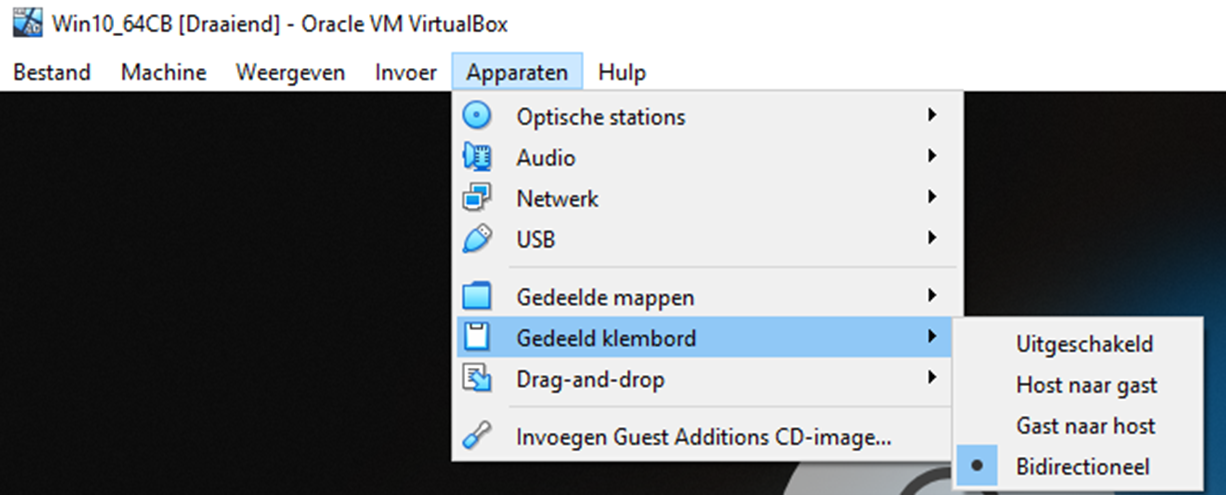 Win10_64CB [Draaiend] - Oracle VM VirtualBox
Bestand Machine Weergeven Invoer Apparaten Hulp
Optische stations
Audio
Netwerk
USB
Gedeelde mappen
Gedeeld klembord
Drag-and-drop
Invoegen Guest Additions CD-image...
Uitgeschakeld
Host naar gast
Gast naar host
Bidirectioneel